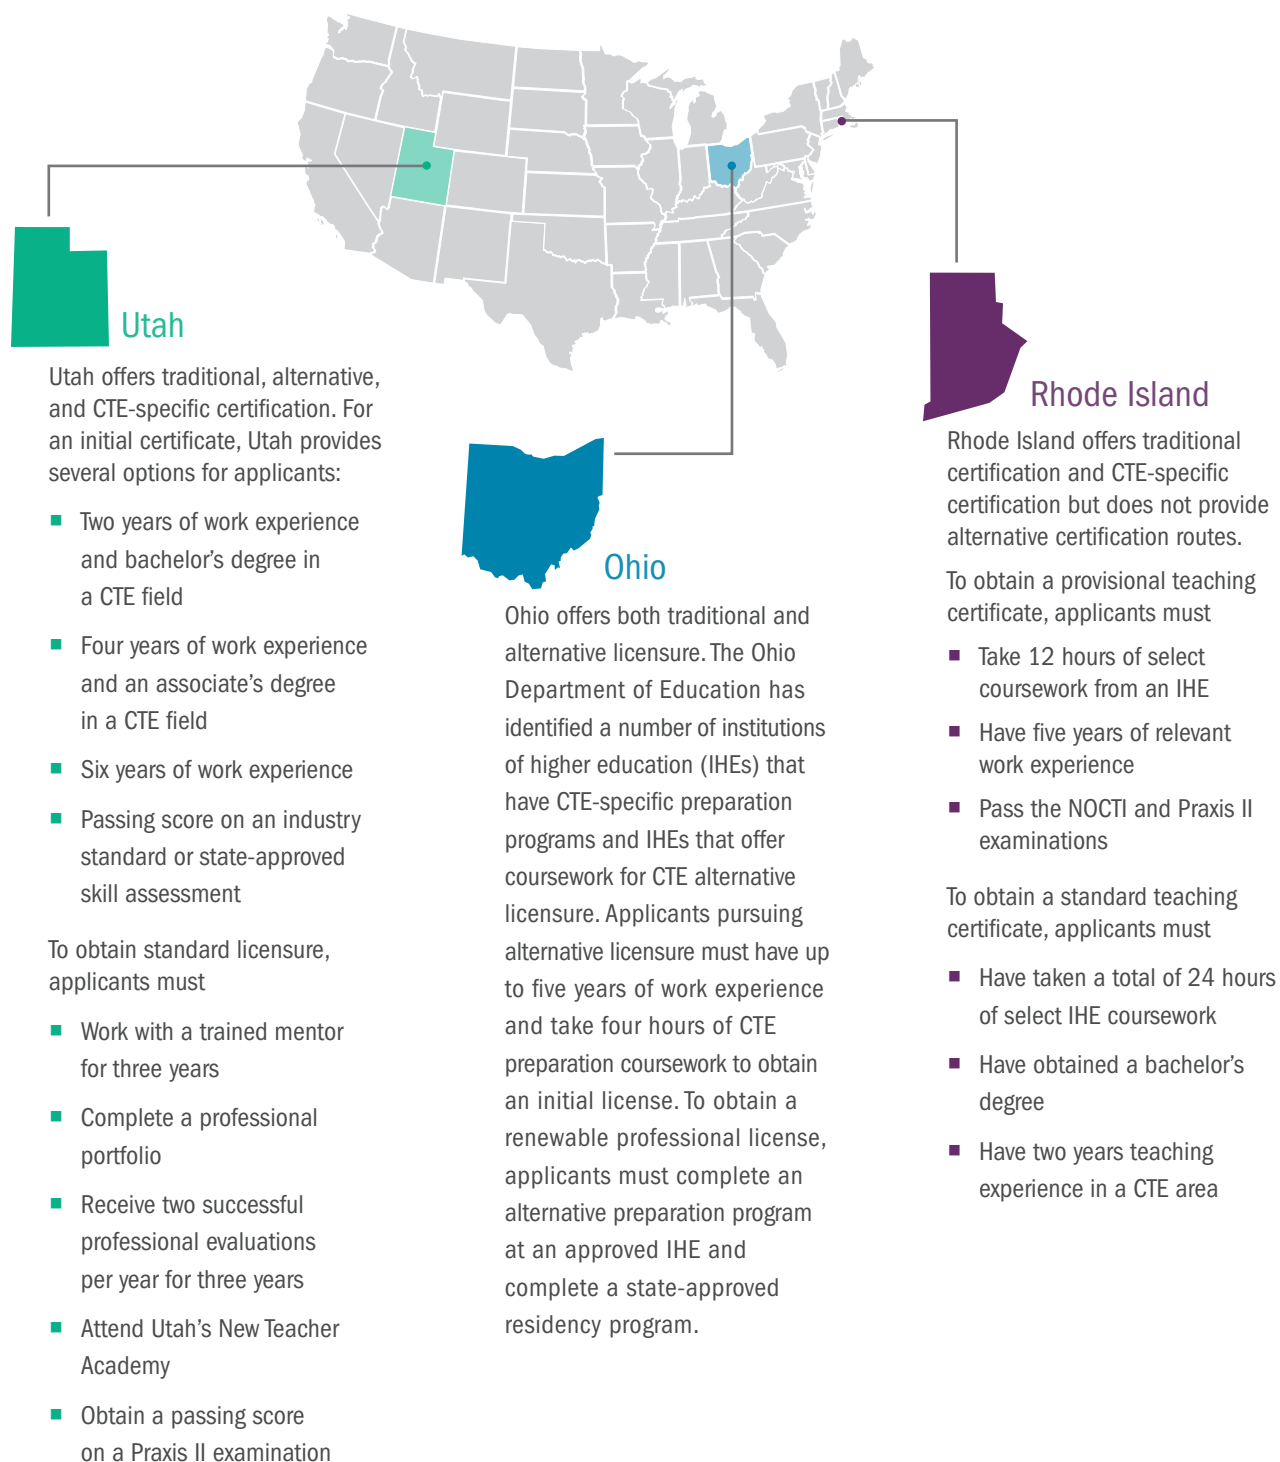 Utah
Utah offers traditional, alternative,
and CTE-specific certification. For
an initial certificate, Utah provides
several options for applicants:
■ Two years of work experience
and bachelor’s degree in
a CTE field
■ Four years of work experience
and an associate’s degree
in a CTE field
■ Six years of work experience
■ Passing score on an industry
standard or state-approved
skill assessment
To obtain standard licensure,
applicants must
■ Work with a trained mentor
for three years
■ Complete a professional
portfolio
■ Receive two successful
professional evaluations
per year for three years
■ Attend Utah’s New Teacher
Academy
■ Obtain a passing score
on a Praxis II examination
Ohio
Ohio offers both traditional and
alternative licensure. The Ohio
Department of Education has
identified a number of institutions
of higher education (IHEs) that
have CTE-specific preparation
programs and IHEs that offer
coursework for CTE alternative
licensure. Applicants pursuing
alternative licensure must have up
to five years of work experience
and take four hours of CTE
preparation coursework to obtain
an initial license. To obtain a
renewable professional license,
applicants must complete an
alternative preparation program
at an approved IHE and
complete a state-approved
residency program.
Rhode Island
Rhode Island offers traditional
certification and CTE-specific
certification but does not provide
alternative certification routes.
To obtain a provisional teaching
certificate, applicants must
■ Take 12 hours of select
coursework from an IHE
■ Have five years of relevant
work experience
■ Pass the NOCTI and Praxis II
examinations
To obtain a standard teaching
certificate, applicants must
■ Have taken a total of 24 hours
of select IHE coursework
■ Have obtained a bachelor’s
degree
■ Have two years teaching
experience in a CTE area